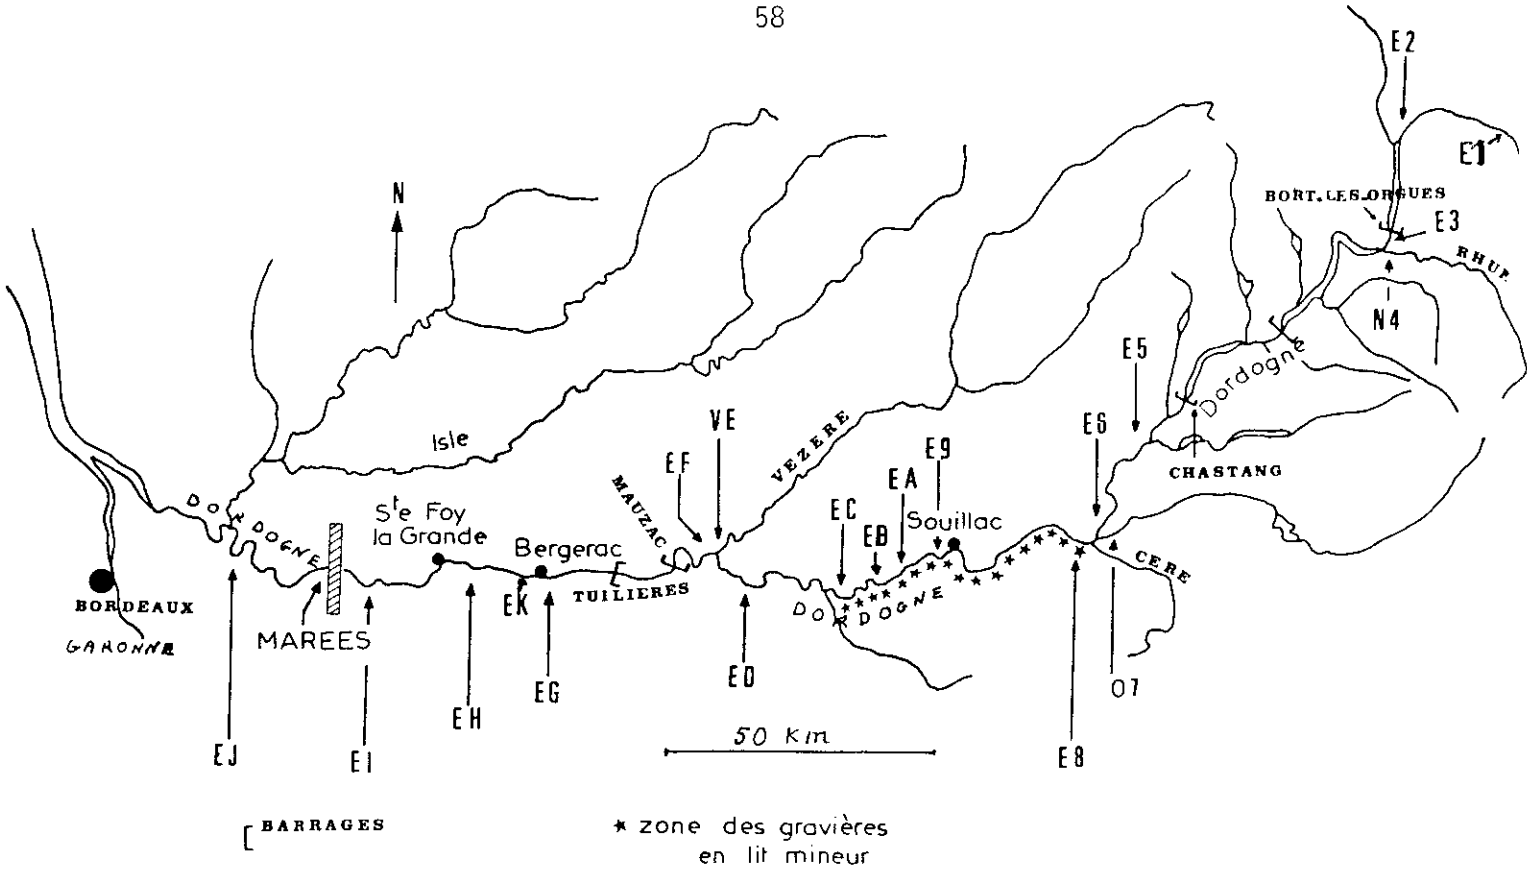 58
E2
E1
N
BORT.LES.ORGUES
E3
RHUE
N4
E5
Dordogne
VE
E6
Isle
VEZERE
E9
EF
CHASTANG
MAUZAC
EA
EC
DORDOGNE
Ste Foy
la Grande
Souillac
EB
Bergerac
CERE
EK
TUILIERES
BORDEAUX
DORDOGNE
MAREES
GARONNE
ED
O7
EG
EH
50 Km
EJ
EI
E8
BARRAGES
★ zone des gravières
en lit mineur